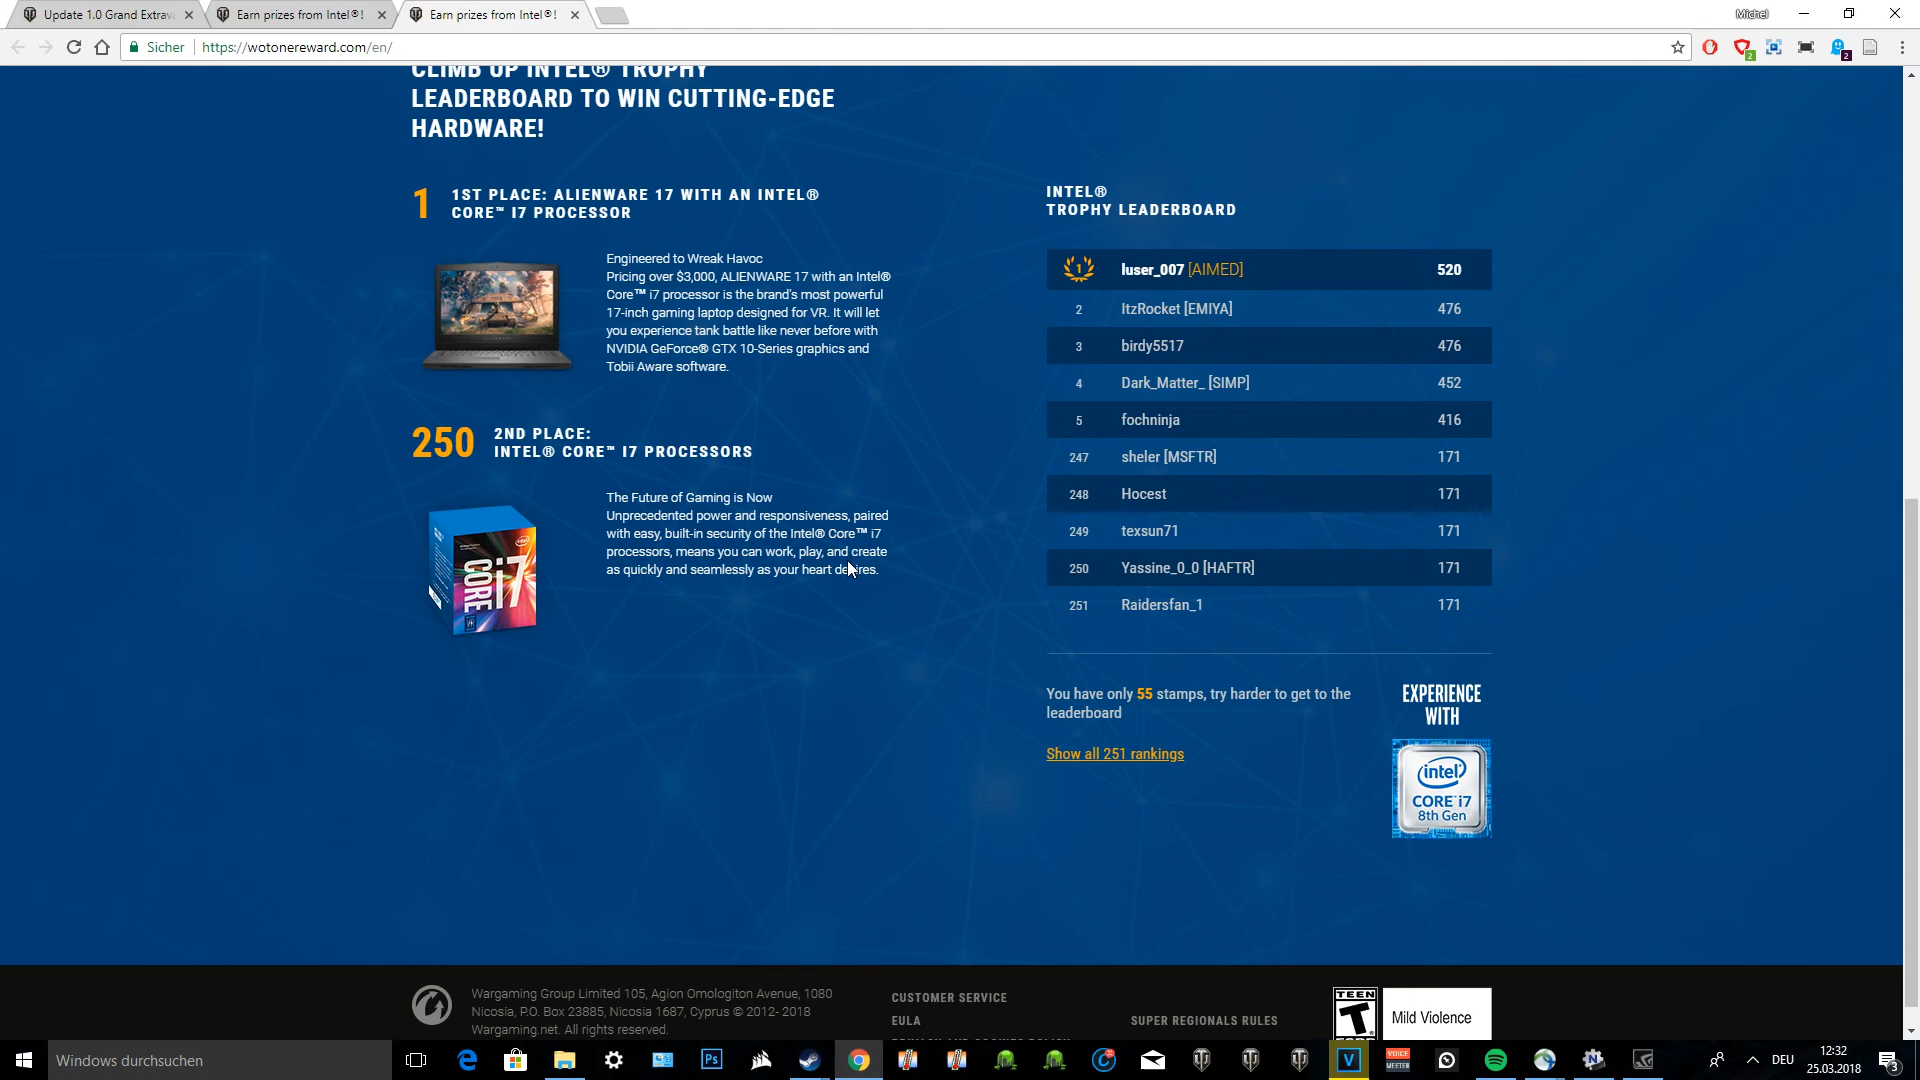 Update 1.0 Grand Extrava
Earn prizes from Intel®!
Earn prizes from Intel®!
Michel
Sicher
https://wotonereward.com/en/
2
2
CLIMB UP INTEL® TROPHY
LEADERBOARD TO WIN CUTTING-EDGE
HARDWARE!
1
1ST PLACE: ALIENWARE 17 WITH AN INTEL®
CORE™ I7 PROCESSOR
Engineered to Wreak Havoc
Pricing over $3,000, ALIENWARE 17 with an Intel®
Core™ i7 processor is the brand's most powerful
17-inch gaming laptop designed for VR. It will let
you experience tank battle like never before with
NVIDIA GeForce® GTX 10-Series graphics and
Tobii Aware software.
250
2ND PLACE:
INTEL® CORE™ I7 PROCESSORS
The Future of Gaming is Now
Unprecedented power and responsiveness, paired
with easy, built-in security of the Intel® Core™ i7
processors, means you can work, play, and create
as quickly and seamlessly as your heart desires.
intel
CORE i7
INTEL®
TROPHY LEADERBOARD
1 luser_007 [AIMED] 520
2 ItzRocket [EMIYA] 476
3 birdy5517 476
4 Dark_Matter_ [SIMP] 452
5 fochninja 416
247 sheler [MSFTR] 171
248 Hocest 171
249 texsun71 171
250 Yassine_0_0 [HAFTR] 171
251 Raidersfan_1 171
You have only 55 stamps, try harder to get to the
leaderboard
Show all 251 rankings
EXPERIENCE
WITH
intel
CORE i7
8th Gen
Wargaming Group Limited 105, Agion Omologiton Avenue, 1080
Nicosia, P.O. Box 23885, Nicosia 1687, Cyprus © 2012- 2018
Wargaming.net. All rights reserved.
CUSTOMER SERVICE
EULA
SUPER REGIONALS RULES
TEEN
T
Mild Violence
Windows durchsuchen
Ps
V
VOICE
MEETER
DEU
12:32
25.03.2018
3